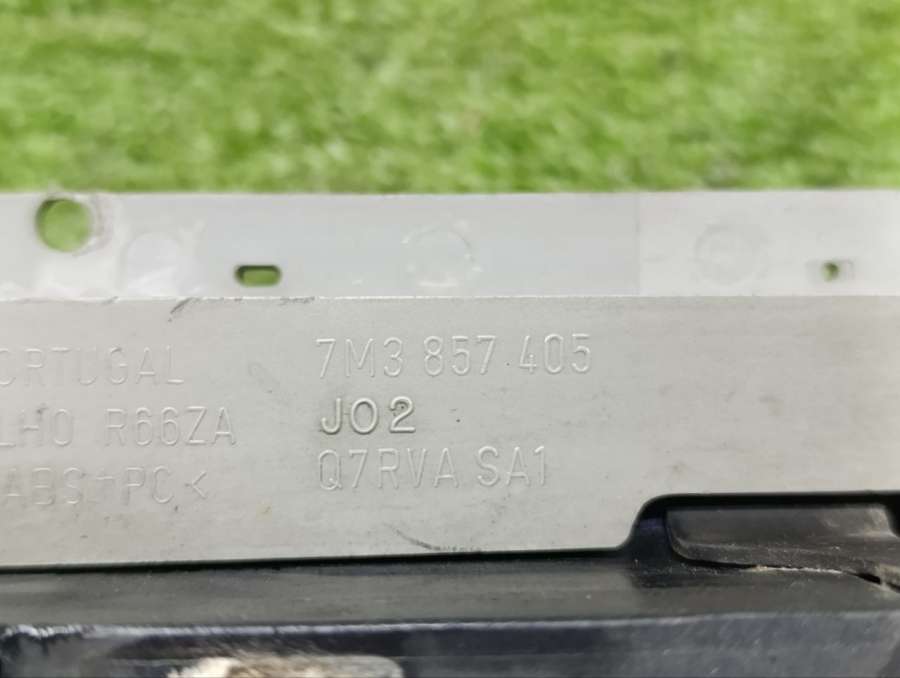 ORTUGAL
LHO R66ZA
ABS+PC<
7M3 857 405
JO2
Q7RVA SA1